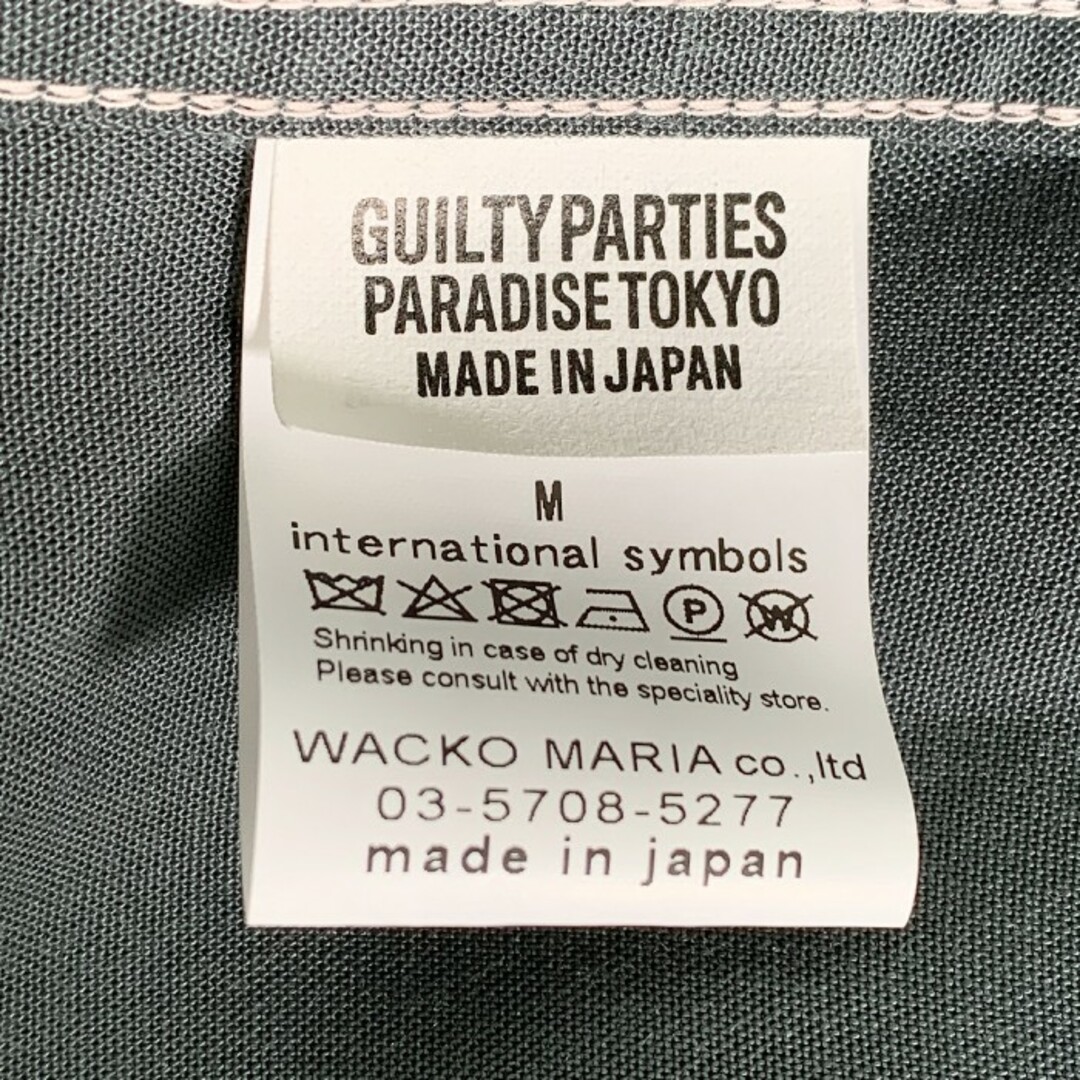 GUILTY PARTIES
PARADISE TOKYO
MADE IN JAPAN
M
international symbols
P W
Shrinking in case of dry cleaning
Please consult with the speciality store.
WACKO MARIA co.,ltd
03-5708-5277
made in japan